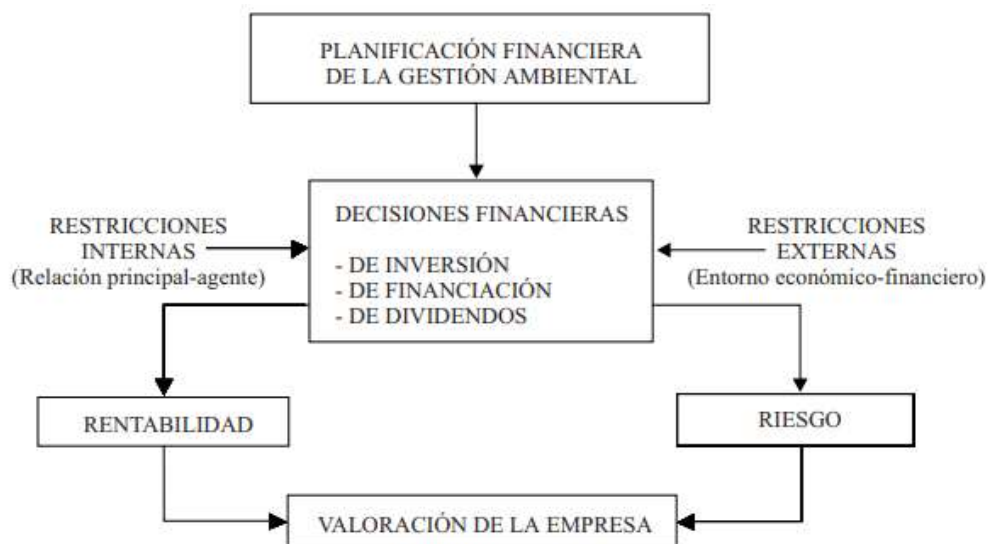 PLANIFICACIÓN FINANCIERA
DE LA GESTIÓN AMBIENTAL
DECISIONES FINANCIERAS
- DE INVERSIÓN
- DE FINANCIACIÓN
- DE DIVIDENDOS
RESTRICCIONES
INTERNAS
(Relación principal-agente)
RESTRICCIONES
EXTERNAS
(Entorno económico-financiero)
RENTABILIDAD
RIESGO
VALORACIÓN DE LA EMPRESA